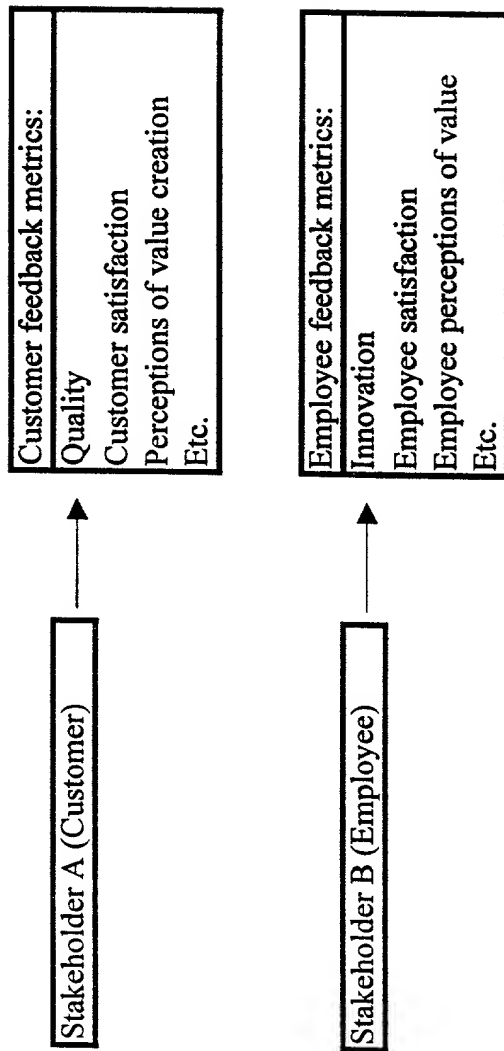 Stakeholder A (Customer)
Customer feedback metrics:
Quality
Customer satisfaction
Perceptions of value creation
Etc.
Stakeholder B (Employee)
Employee feedback metrics:
Innovation
Employee satisfaction
Employee perceptions of value
Etc.